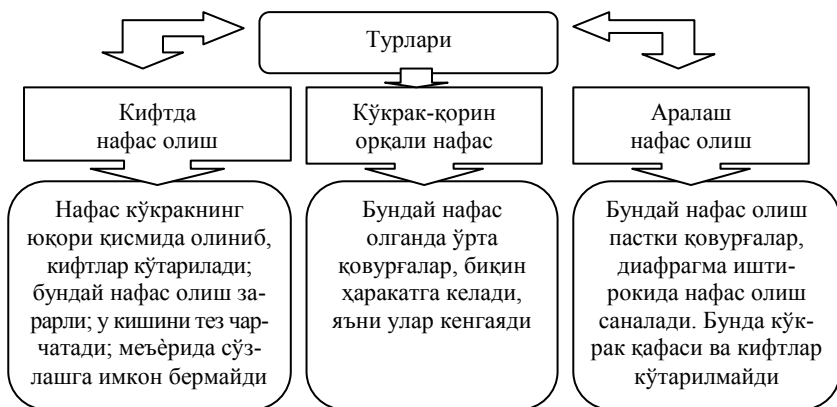 Турлари
Кифтда
нафас олиш
Кўкрак-қорин
орқали нафас
Аралаш
нафас олиш
Нафас кўкракнинг
юқори қисмида олиниб,
кифтлар кўтарилади;
бундай нафас олиш за-
рарли; у кишини тез чар-
чатади; меъѐрида сўз-
лашга имкон бермайди
Бундай нафас
олганда ўрта
қовурғалар, биқин
ҳаракатга келади,
яъни улар кенгаяди
Бундай нафас олиш
пастки қовурғалар,
диафрагма ишти-
рокида нафас олиш
саналади. Бунда кўк-
рак қафаси ва кифтлар
кўтарилмайди